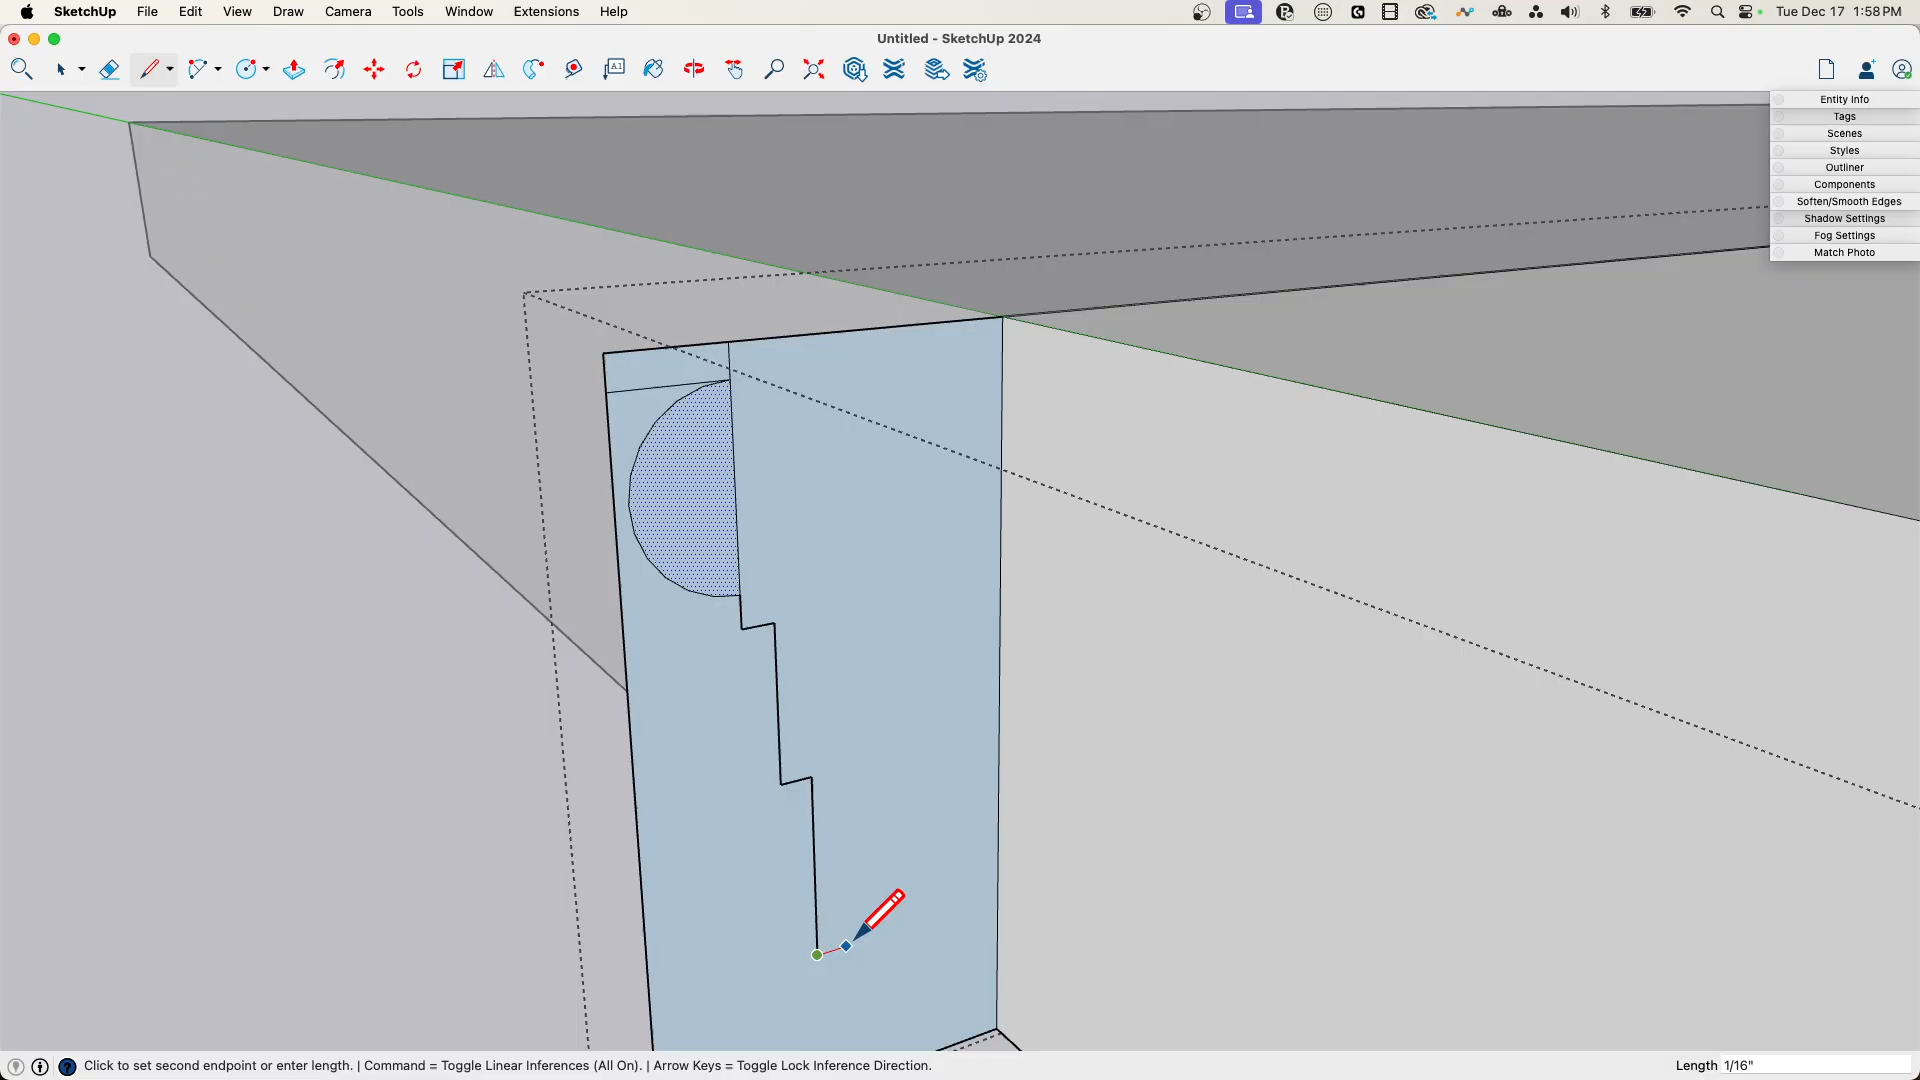 SketchUp File Edit View Draw Camera Tools Window Extensions Help Tue Dec 17 1:58 PM
Untitled - SketchUp 2024
A1
Entity Info
Tags
Scenes
Styles
Outliner
Components
Soften/Smooth Edges
Shadow Settings
Fog Settings
Match Photo
Click to set second endpoint or enter length. | Command = Toggle Linear Inferences (All On). | Arrow Keys = Toggle Lock Inference Direction. Length 1/16"